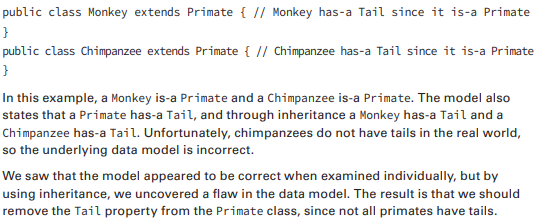 public class Monkey extends Primate { // Monkey has-a Tail since it is-a Primate
}
public class Chimpanzee extends Primate { // Chimpanzee has-a Tail since it is-a Primate
}
In this example, a Monkey is-a Primate and a Chimpanzee is-a Primate. The model also
states that a Primate has-a Tail, and through inheritance a Monkey has-a Tail and a
Chimpanzee has-a Tail. Unfortunately, chimpanzees do not have tails in the real world,
so the underlying data model is incorrect.
We saw that the model appeared to be correct when examined individually, but by
using inheritance, we uncovered a flaw in the data model. The result is that we should
remove the Tail property from the Primate class, since not all primates have tails.